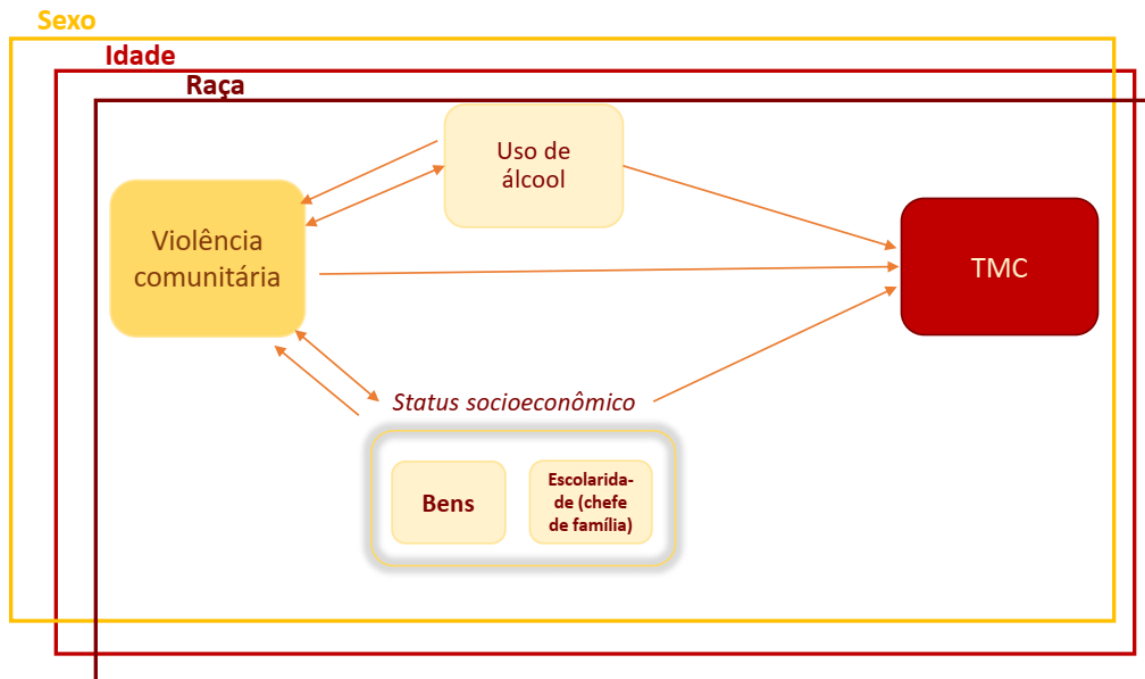 Sexo
Idade
Raça
Uso de
álcool
Violência
comunitária
TMC
Status socioeconômico
Bens
Escolarida-
de (chefe
de família)